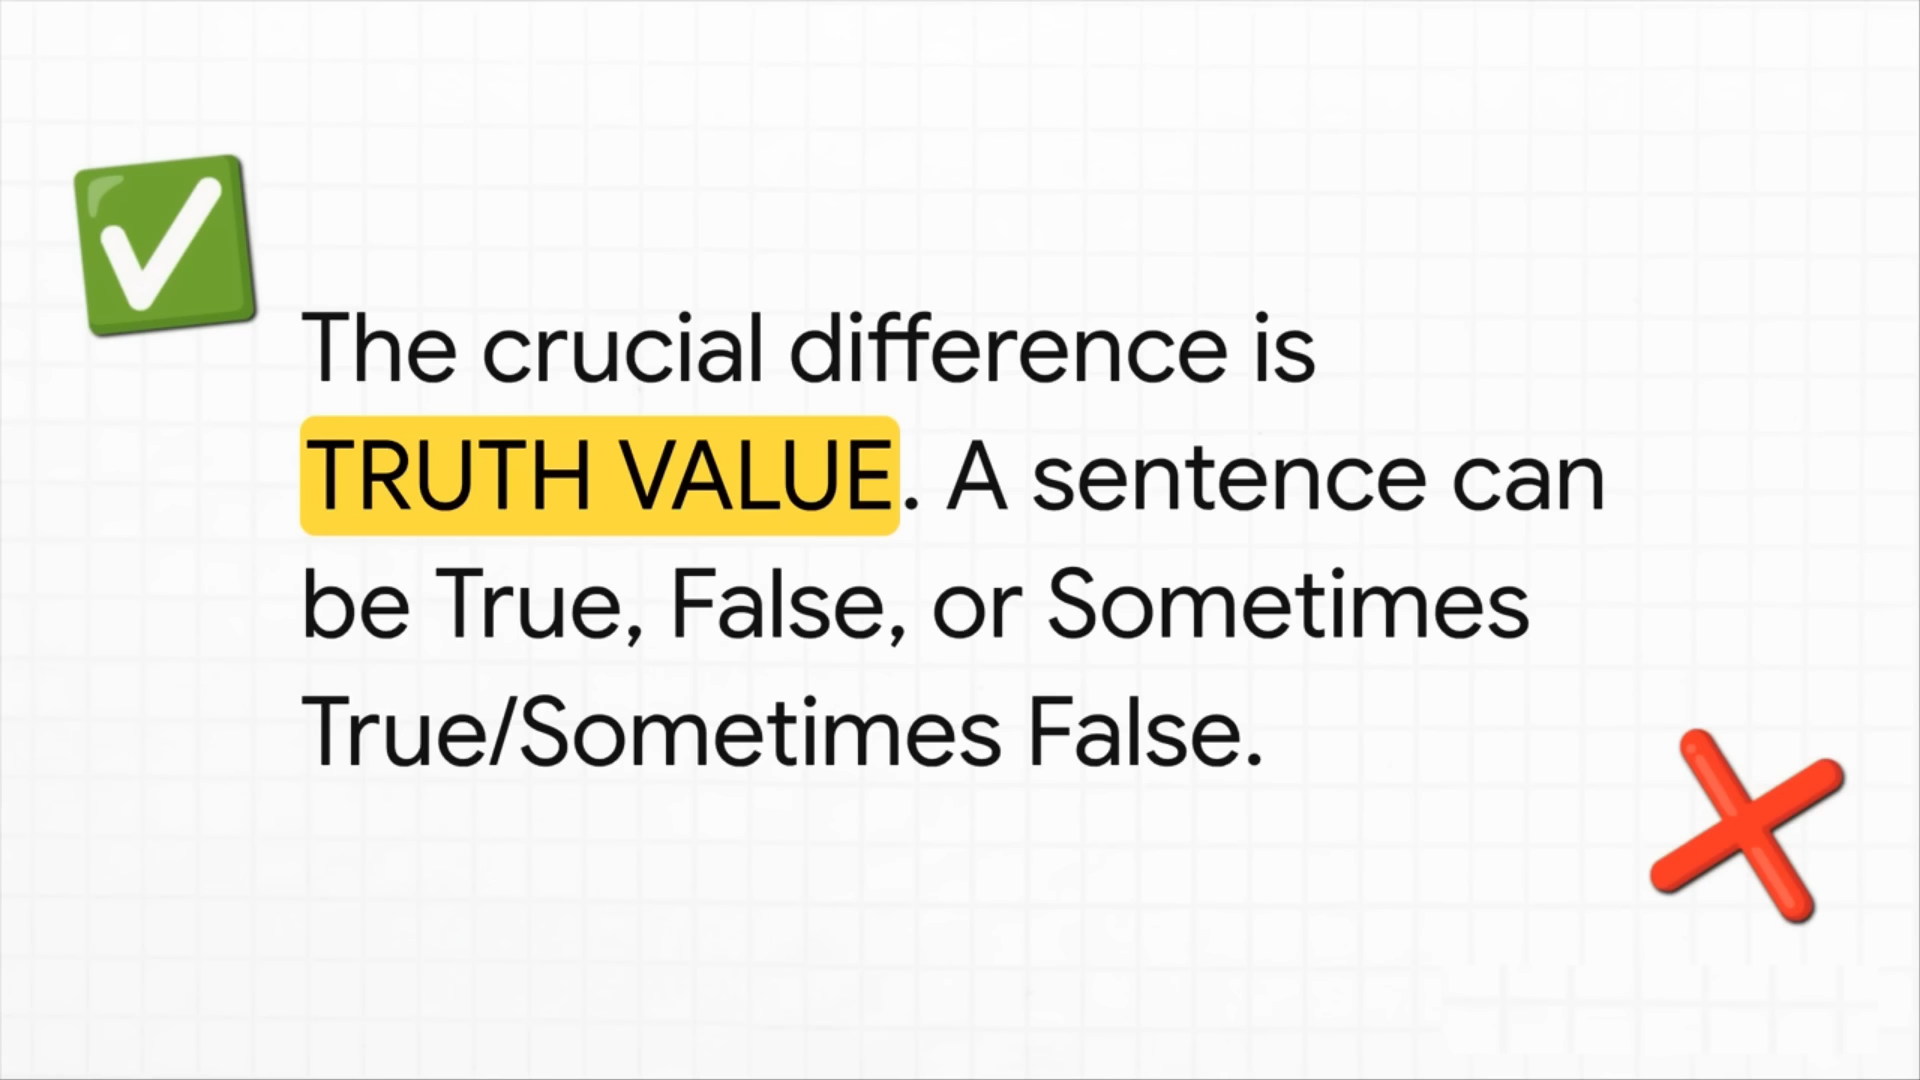 The crucial difference is
TRUTH VALUE. A sentence can
be True, False, or Sometimes
True/Sometimes False.